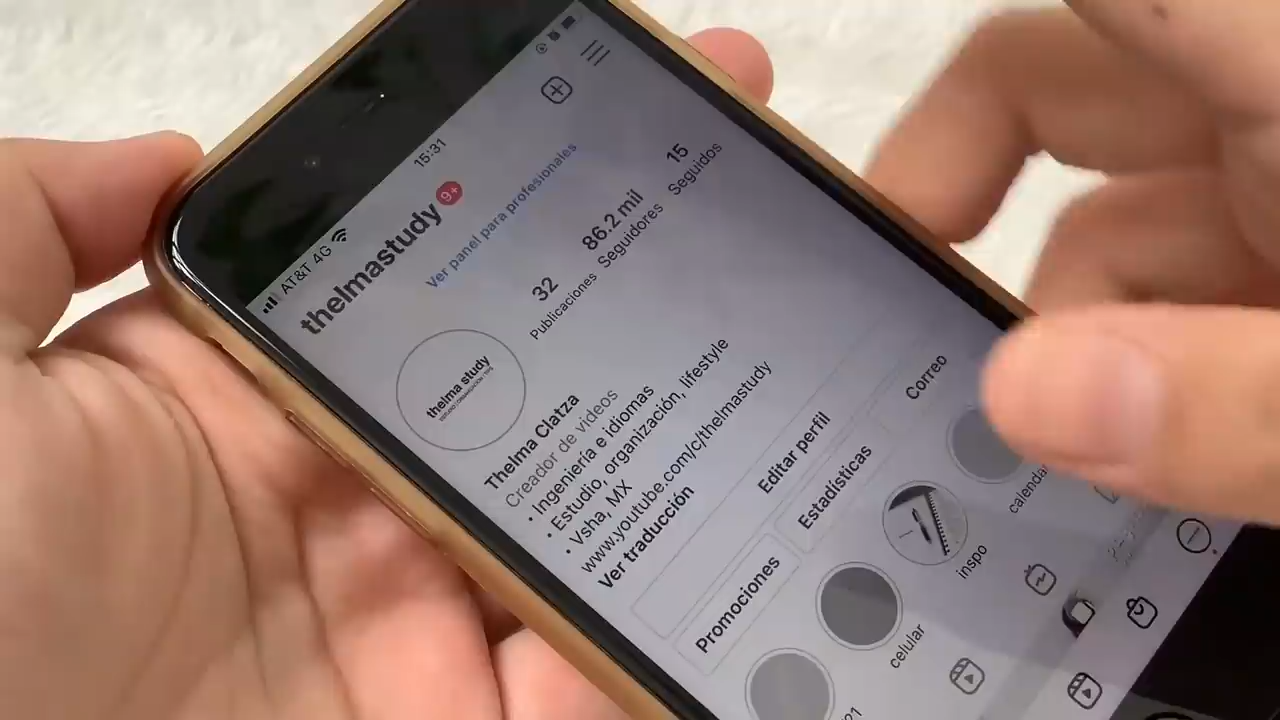 AT&T 4G 15:31
thelmastudy 9+
Ver panel para profesionales
32 86.2 mil 15
Publicaciones Seguidores Seguidos
thelma study
Thelma Clatza
Creador de videos
• Ingeniería e idiomas
• Estudio, organización, lifestyle
• Vsha, MX
www.youtube.com/c/thelmastudy
Ver traducción
Editar perfil
Promociones Estadísticas Correo
celular inspo